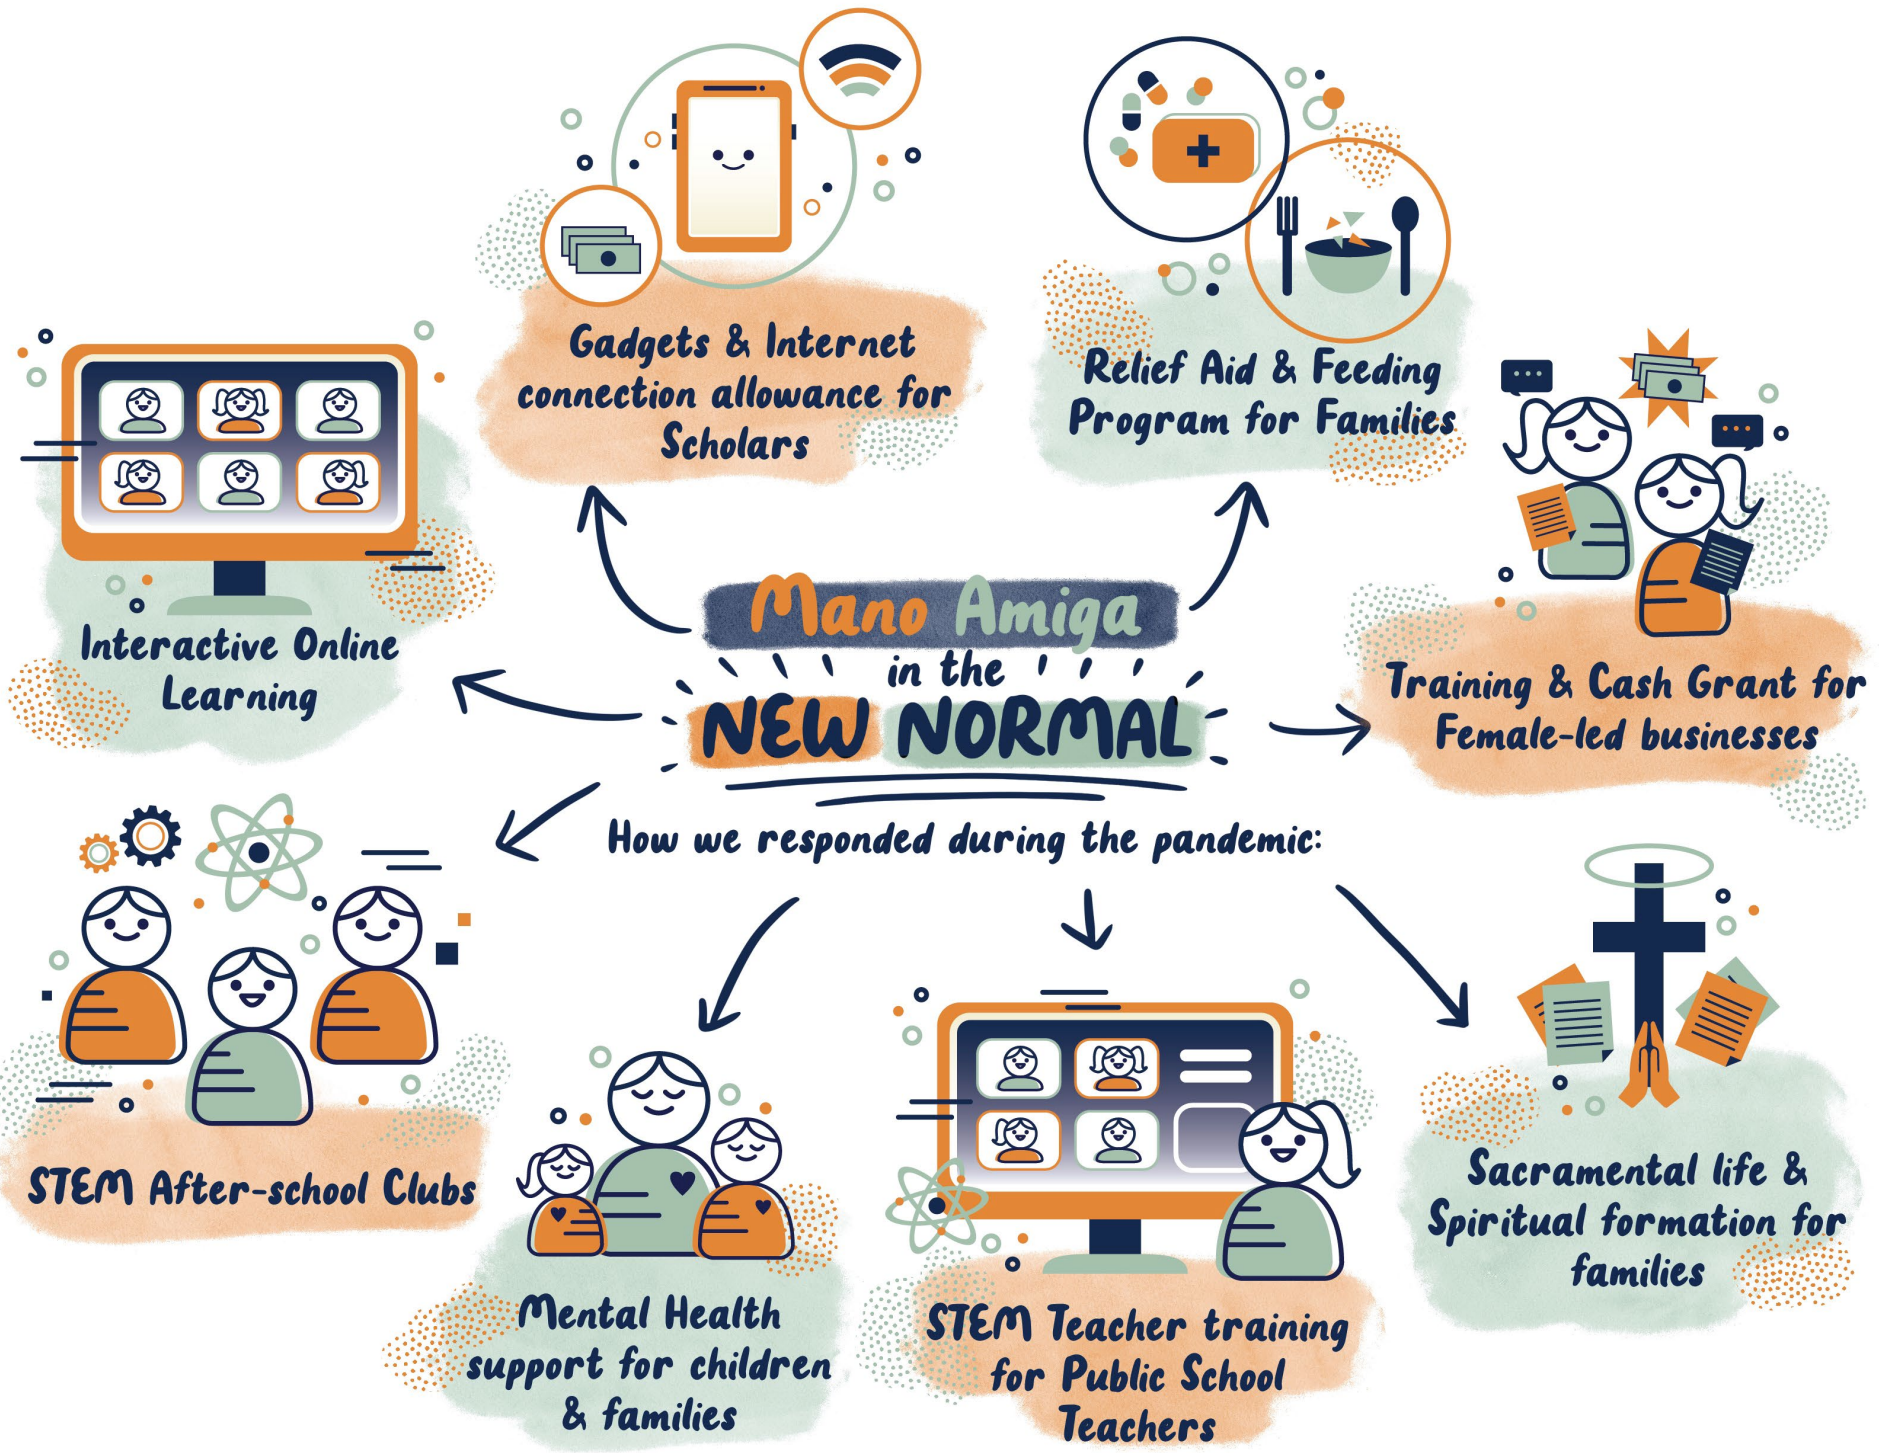 Mano Amiga
in the
NEW NORMAL
How we responded during the pandemic:
Gadgets & Internet
connection allowance for
Scholars
Relief Aid & Feeding
Program for Families
Interactive Online
Learning
Training & Cash Grant for
Female-led businesses
STEM After-school Clubs
Mental Health
support for children
& families
STEM Teacher training
for Public School
Teachers
Sacramental life &
Spiritual formation for
families